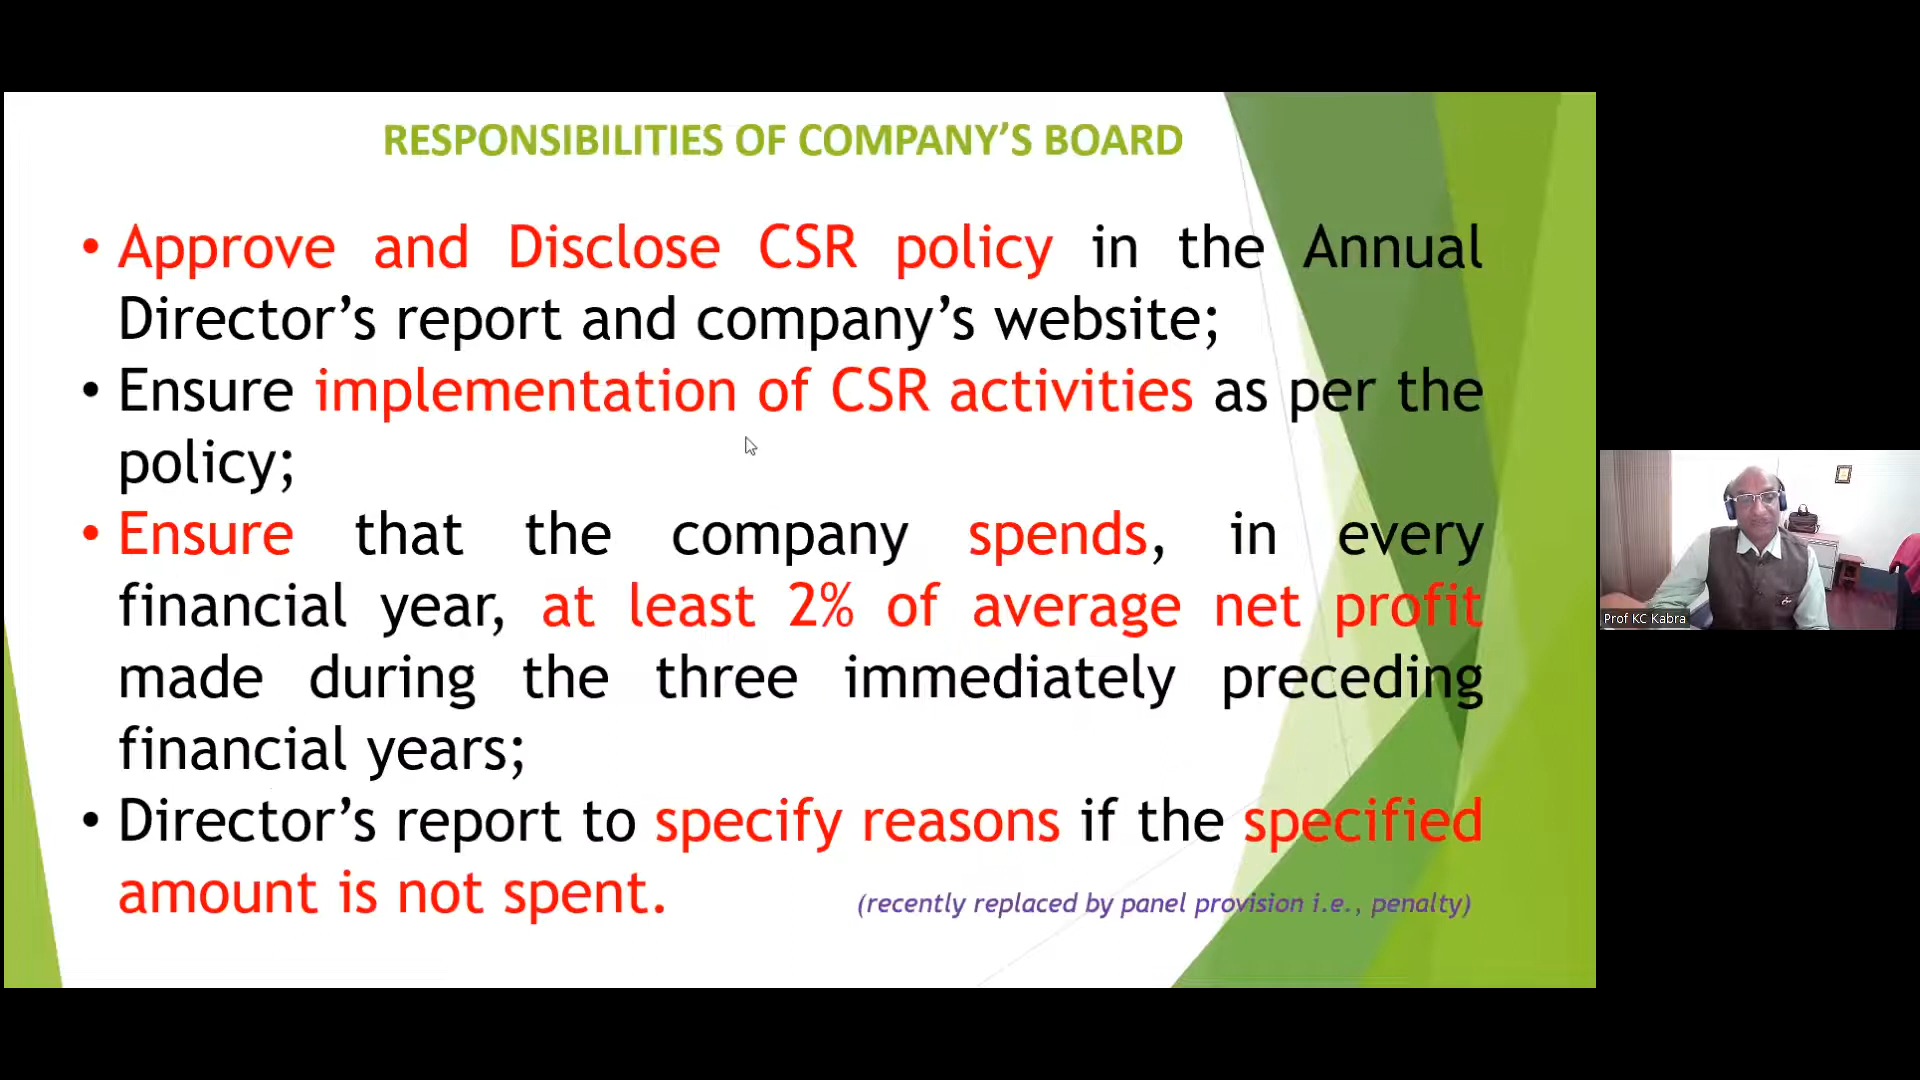 RESPONSIBILITIES OF COMPANY’S BOARD
• Approve and Disclose CSR policy in the Annual
Director’s report and company’s website;
• Ensure implementation of CSR activities as per the
policy;
• Ensure that the company spends, in every
financial year, at least 2% of average net profit
made during the three immediately preceding
financial years;
• Director’s report to specify reasons if the specified
amount is not spent.
(recently replaced by panel provision i.e., penalty)
Prof KC Kabra